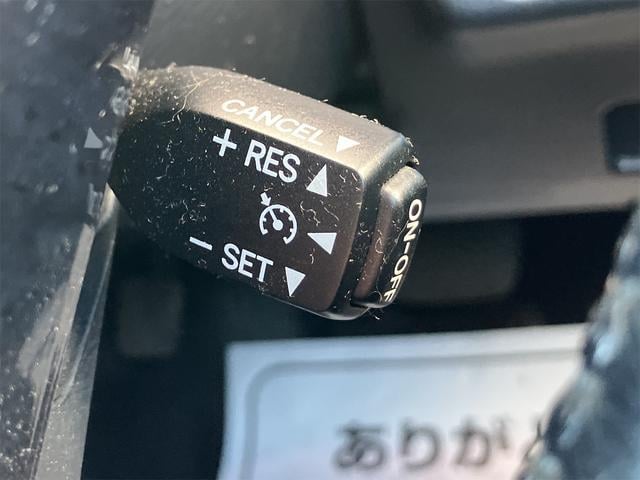 CANCEL ▼
+ RES ▲
− SET ▼
ON-OFF
ありが